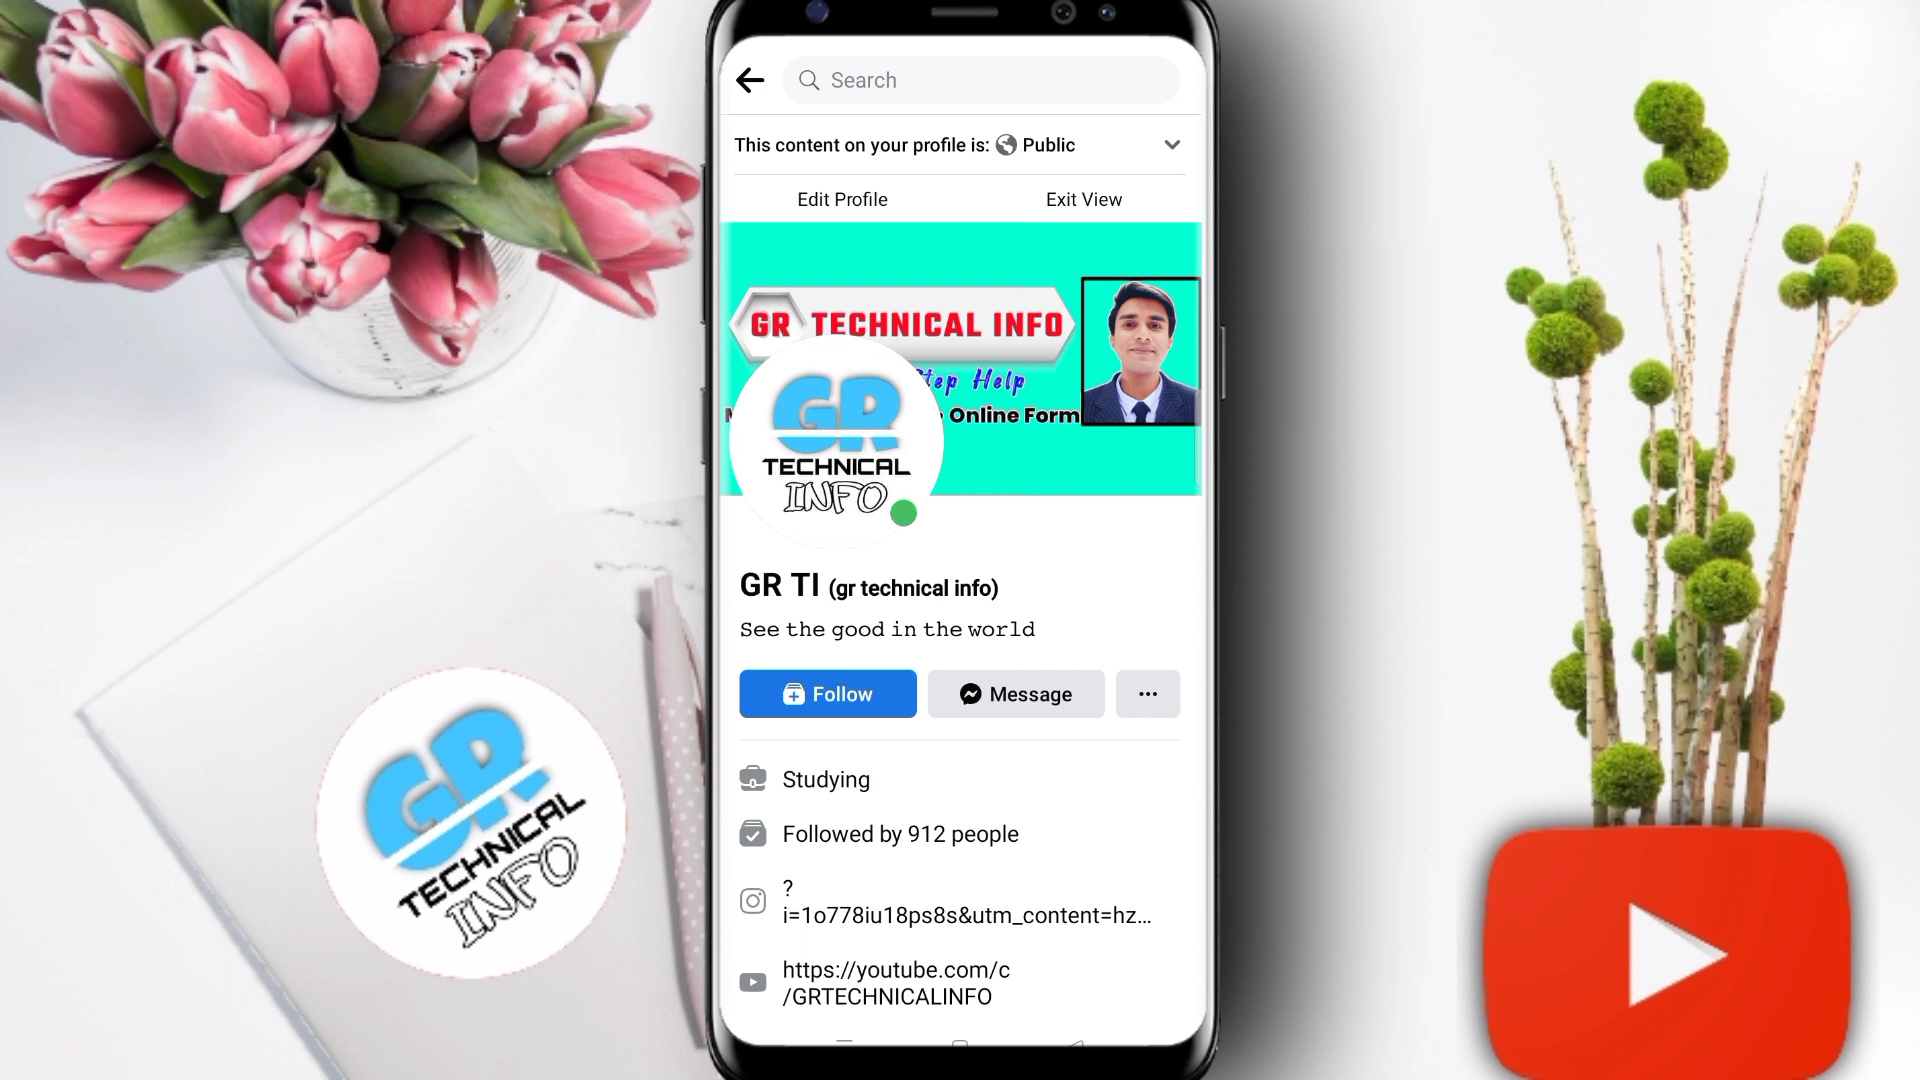 Search
This content on your profile is: Public
Edit Profile
Exit View
GR TECHNICAL INFO
Step Help
Online Form
GR
TECHNICAL
INFO
GR TI (gr technical info)
See the good in the world
Follow
Message
Studying
Followed by 912 people
?
i=1o778iu18ps8s&utm_content=hz...
https://youtube.com/c
/GRTECHNICALINFO
GR
TECHNICAL
INFO